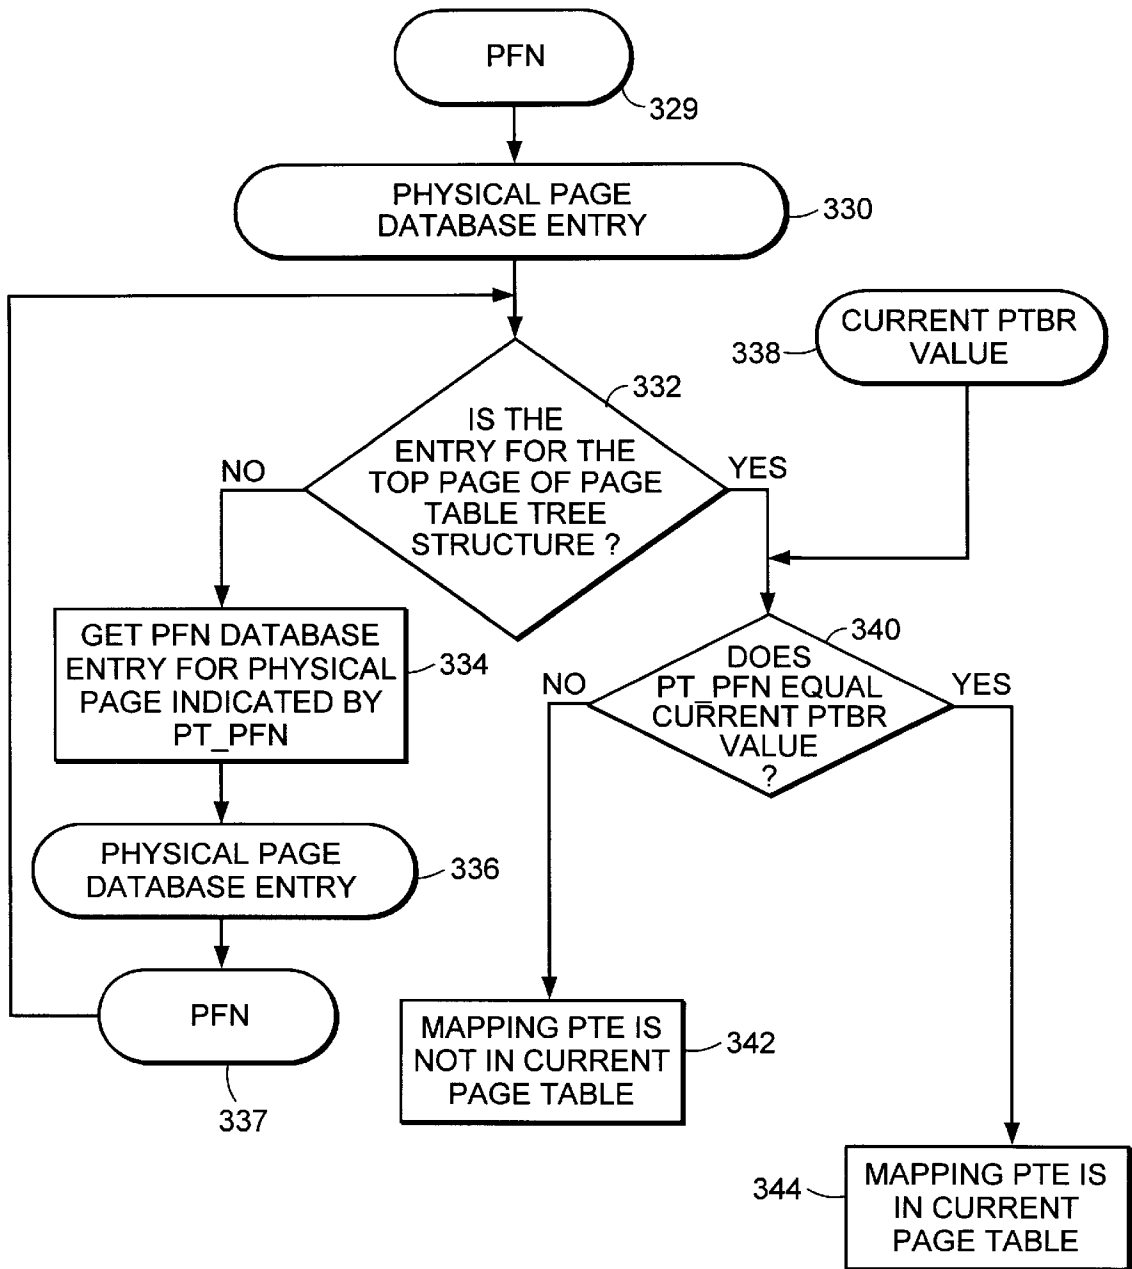 PFN
329
PHYSICAL PAGE
DATABASE ENTRY
330
CURRENT PTBR
VALUE
338
332
IS THE
ENTRY FOR THE
TOP PAGE OF PAGE
TABLE TREE
STRUCTURE ?
NO
YES
GET PFN DATABASE
ENTRY FOR PHYSICAL
PAGE INDICATED BY
PT_PFN
334
340
DOES
PT_PFN EQUAL
CURRENT PTBR
VALUE
?
NO
YES
PHYSICAL PAGE
DATABASE ENTRY
336
PFN
337
MAPPING PTE IS
NOT IN CURRENT
PAGE TABLE
342
MAPPING PTE IS
IN CURRENT
PAGE TABLE
344